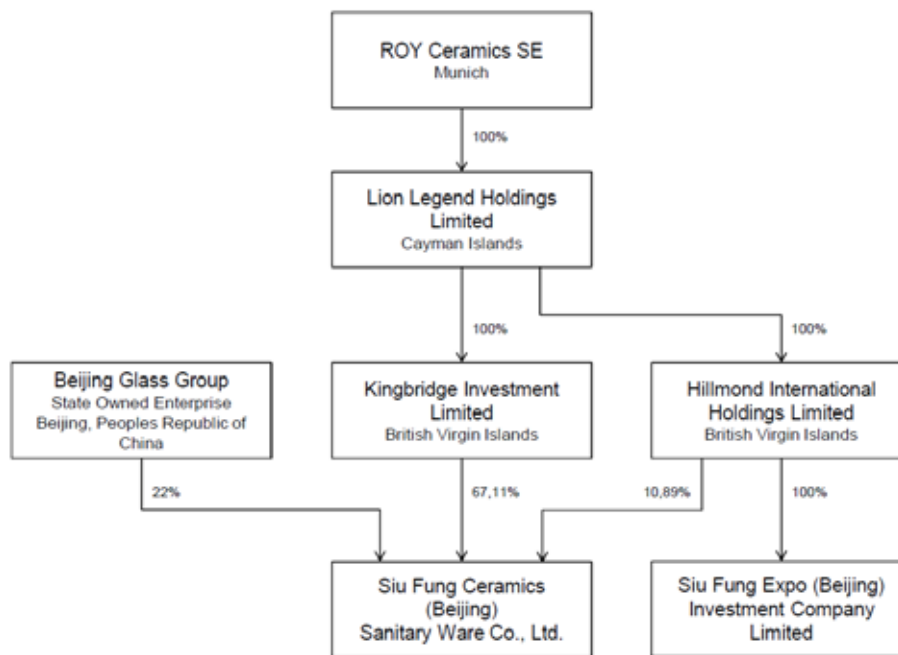 ROY Ceramics SE
Munich
100%
Lion Legend Holdings
Limited
Cayman Islands
100%
100%
Beijing Glass Group
State Owned Enterprise
Beijing, Peoples Republic of
China
Kingbridge Investment
Limited
British Virgin Islands
Hillmond International
Holdings Limited
British Virgin Islands
22%
67,11%
10,89%
100%
Siu Fung Ceramics
(Beijing)
Sanitary Ware Co., Ltd.
Siu Fung Expo (Beijing)
Investment Company
Limited